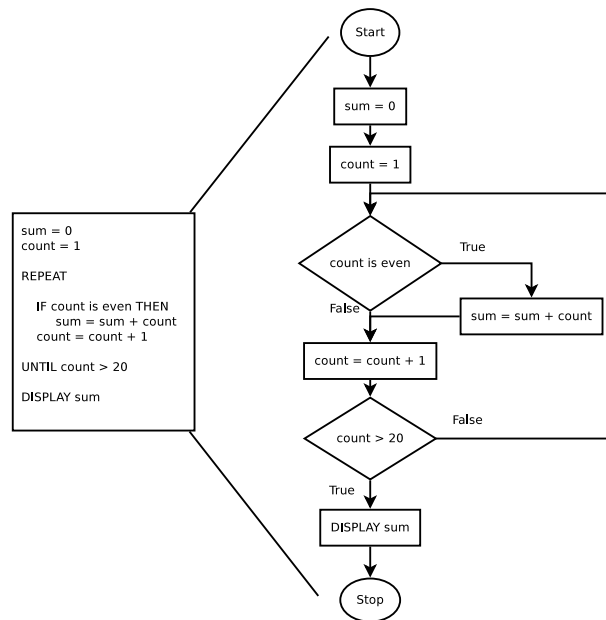 sum = 0
count = 1
REPEAT
IF count is even THEN
sum = sum + count
count = count + 1
UNTIL count > 20
DISPLAY sum
Start
sum = 0
count = 1
count is even
True
sum = sum + count
False
count = count + 1
count > 20
False
True
DISPLAY sum
Stop